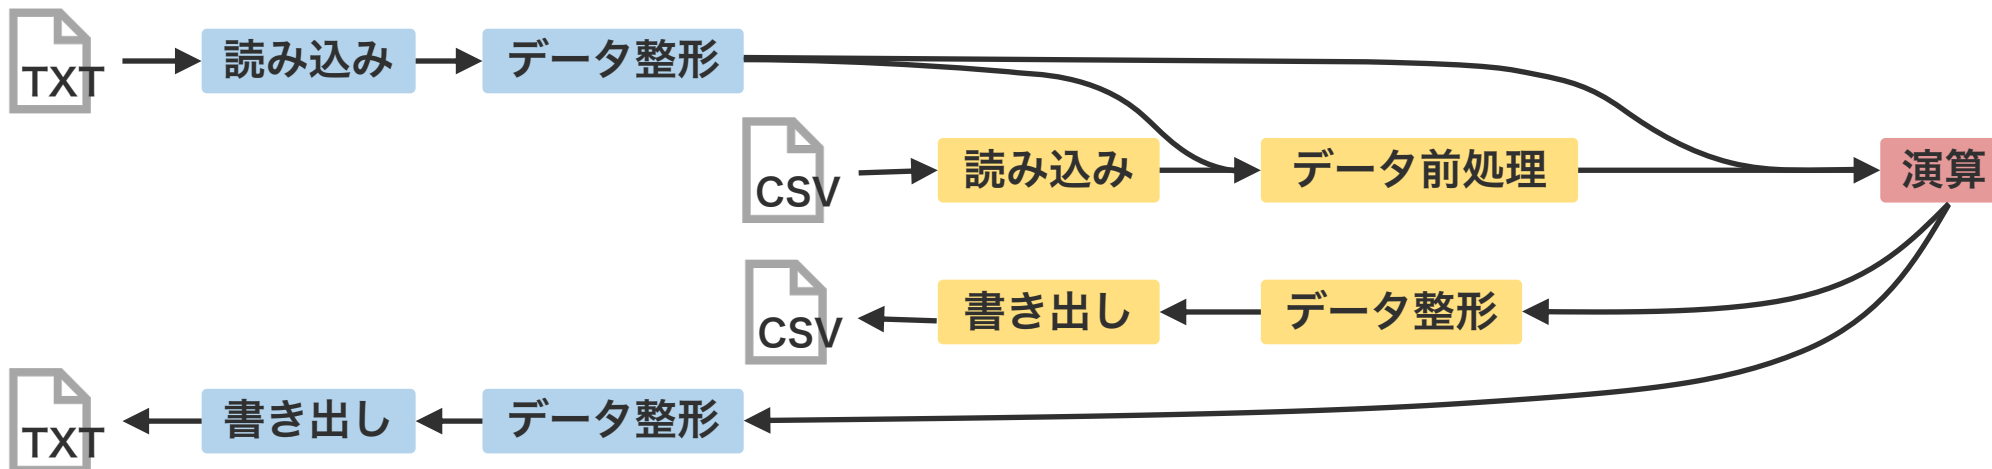 TXT
読み込み
データ整形
CSV
読み込み
データ前処理
演算
CSV
書き出し
データ整形
TXT
書き出し
データ整形